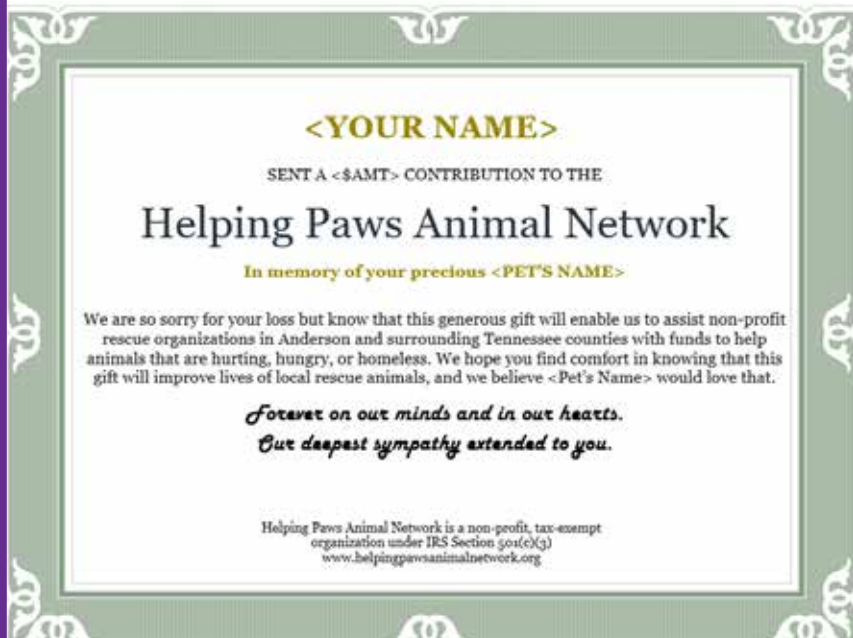 <YOUR NAME>
SENT A <$AMT> CONTRIBUTION TO THE
Helping Paws Animal Network
In memory of your precious <PET'S NAME>
We are so sorry for your loss but know that this generous gift will enable us to assist non-profit
rescue organizations in Anderson and surrounding Tennessee counties with funds to help
animals that are hurting, hungry, or homeless. We hope you find comfort in knowing that this
gift will improve lives of local rescue animals, and we believe <Pet's Name> would love that.
Forever on our minds and in our hearts.
Our deepest sympathy extended to you.
Helping Paws Animal Network is a non-profit, tax-exempt
organization under IRS Section 501(c)(3)
www.helpingpawsanimalnetwork.org